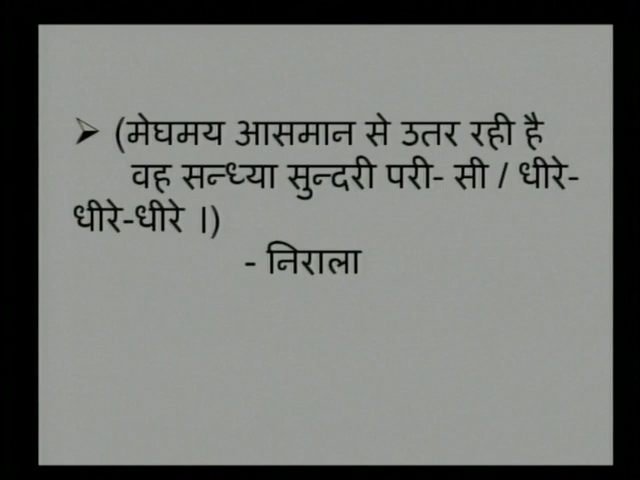 ➢ (मेघमय आसमान से उतर रही है
वह सन्ध्या सुन्दरी परी- सी / धीरे-
धीरे-धीरे ।)
- निराला